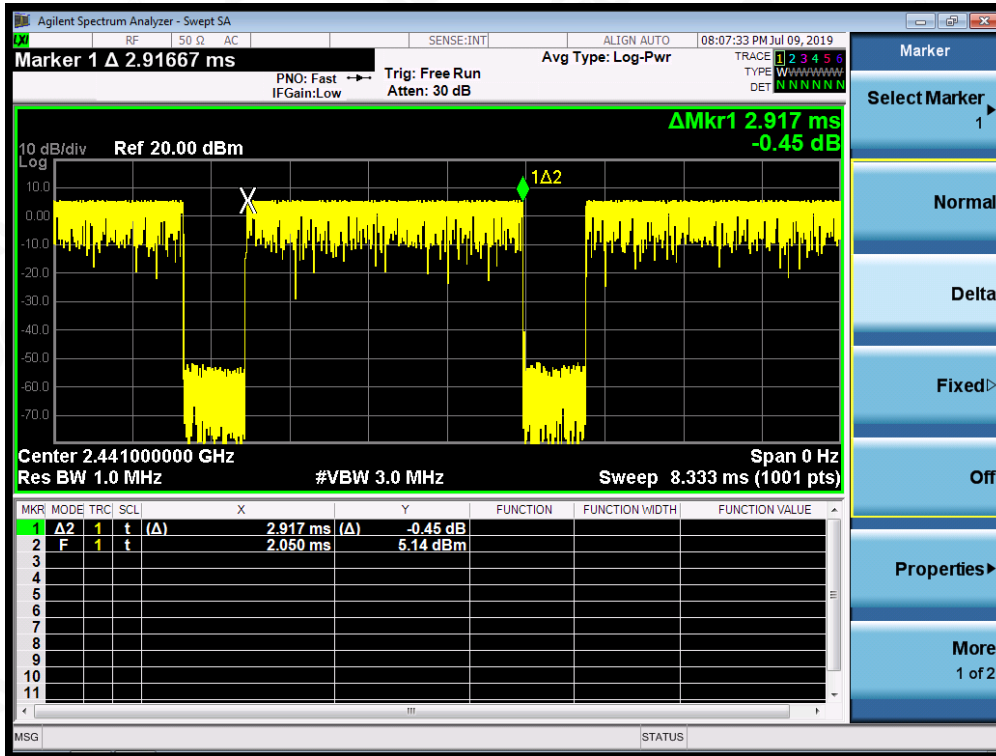 Agilent Spectrum Analyzer - Swept SA
LXI RF 50 Ω AC SENSE:INT ALIGN AUTO 08:07:33 PM Jul 09, 2019
Marker 1 Δ 2.91667 ms
PNO: Fast
IFGain:Low
Trig: Free Run
Atten: 30 dB
Avg Type: Log-Pwr
TRACE 1 2 3 4 5 6
TYPE WWWWWW
DET N N N N N N
ΔMkr1 2.917 ms
-0.45 dB
10 dB/div Ref 20.00 dBm
Log
1Δ2
10.0
0.00
-10.0
-20.0
-30.0
-40.0
-50.0
-60.0
-70.0
Center 2.441000000 GHz Span 0 Hz
Res BW 1.0 MHz #VBW 3.0 MHz Sweep 8.333 ms (1001 pts)
MKR MODE TRC SCL X Y FUNCTION FUNCTION WIDTH FUNCTION VALUE
1 Δ2 1 t (Δ) 2.917 ms (Δ) -0.45 dB
2 F 1 t 2.050 ms 5.14 dBm
3
4
5
6
7
8
9
10
11
MSG STATUS
Marker
Select Marker
1
Normal
Delta
Fixed
Off
Properties
More
1 of 2